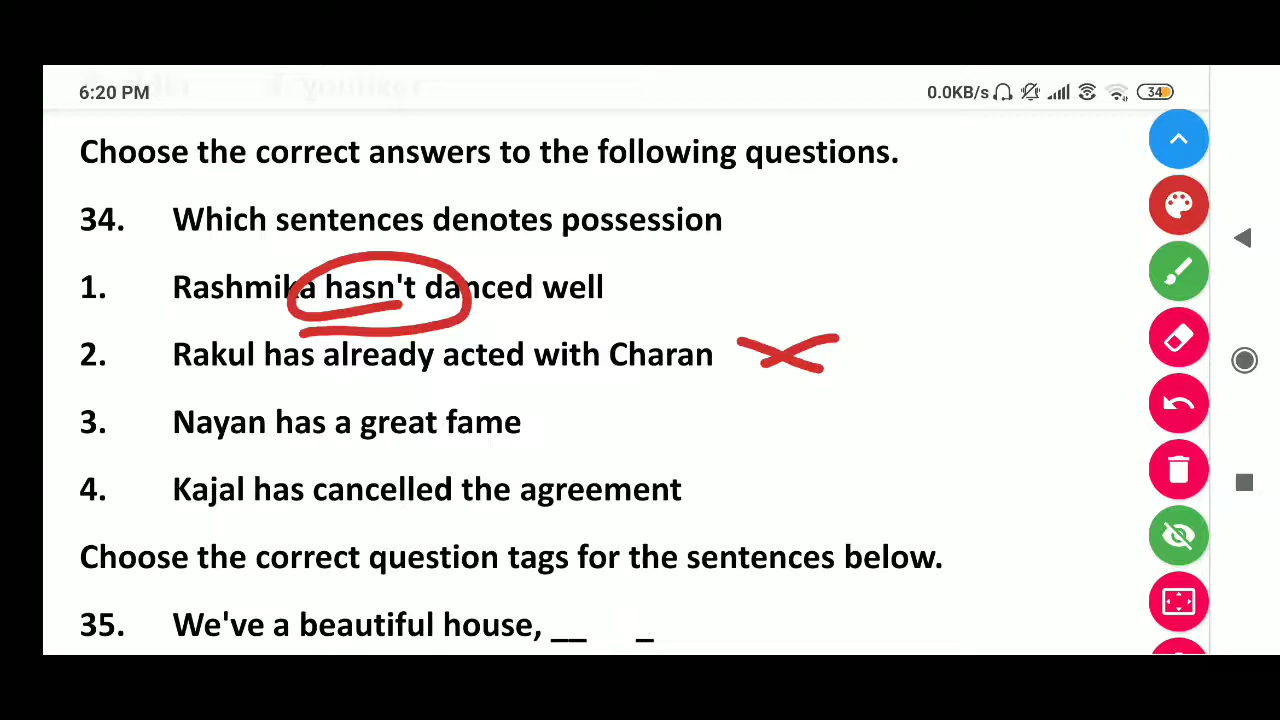 6:20 PM 0.0KB/s 34
Choose the correct answers to the following questions.
34. Which sentences denotes possession
1. Rashmika hasn't danced well
2. Rakul has already acted with Charan
3. Nayan has a great fame
4. Kajal has cancelled the agreement
Choose the correct question tags for the sentences below.
35. We've a beautiful house, __ _